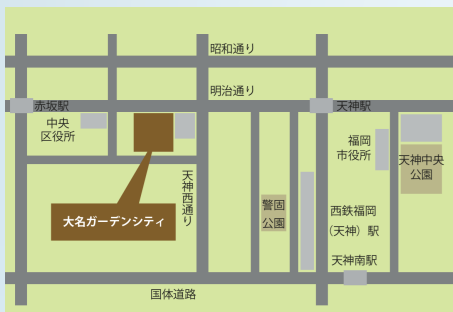 昭和通り
明治通り
赤坂駅
天神駅
中央
区役所
福岡
市役所
天神中央
公園
天神西通り
警固
公園
西鉄福岡
（天神）駅
大名ガーデンシティ
天神南駅
国体道路